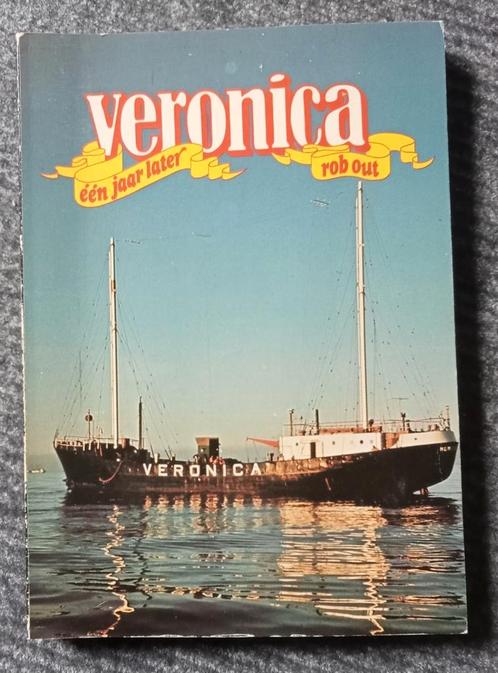 veronica
één jaar later
rob out
VERONICA